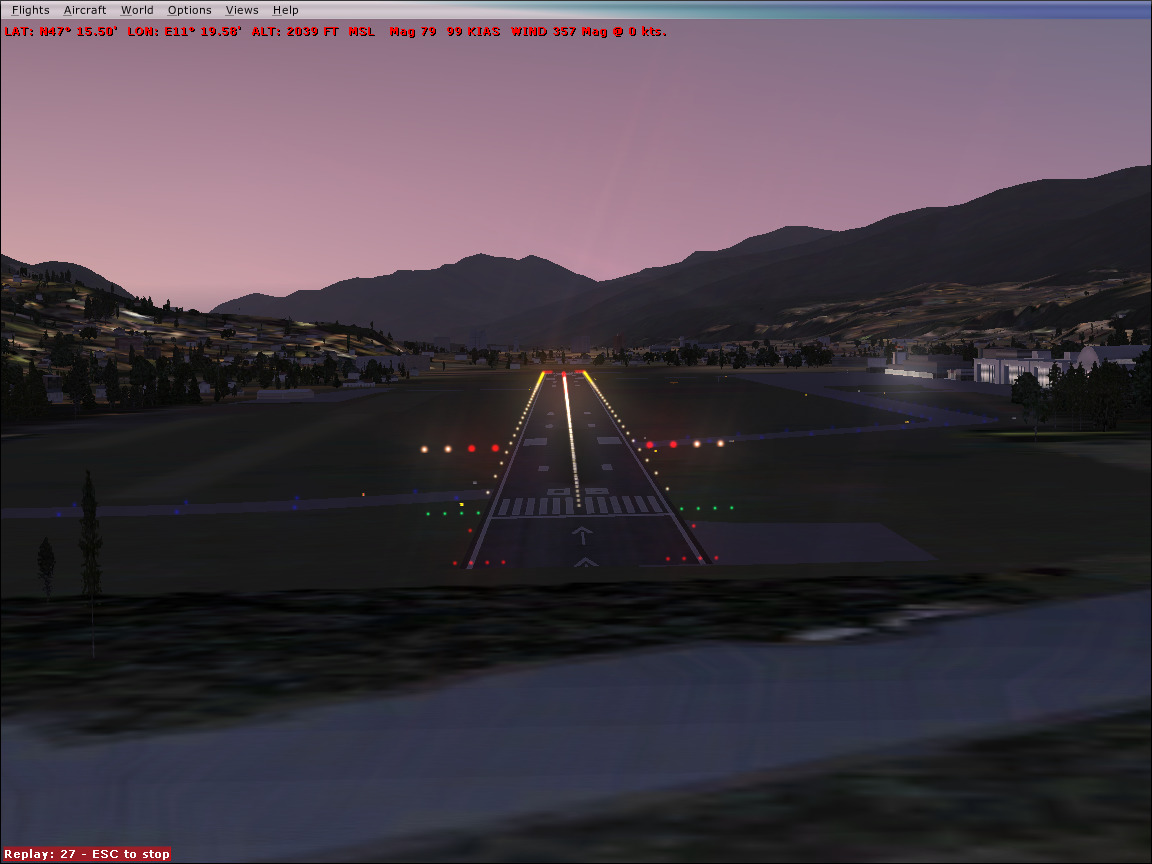 Flights Aircraft World Options Views Help
LAT: N47° 15.50' LON: E11° 19.58' ALT: 2039 FT MSL Mag 79 99 KIAS WIND 357 Mag @ 0 kts.
Replay: 27 - ESC to stop